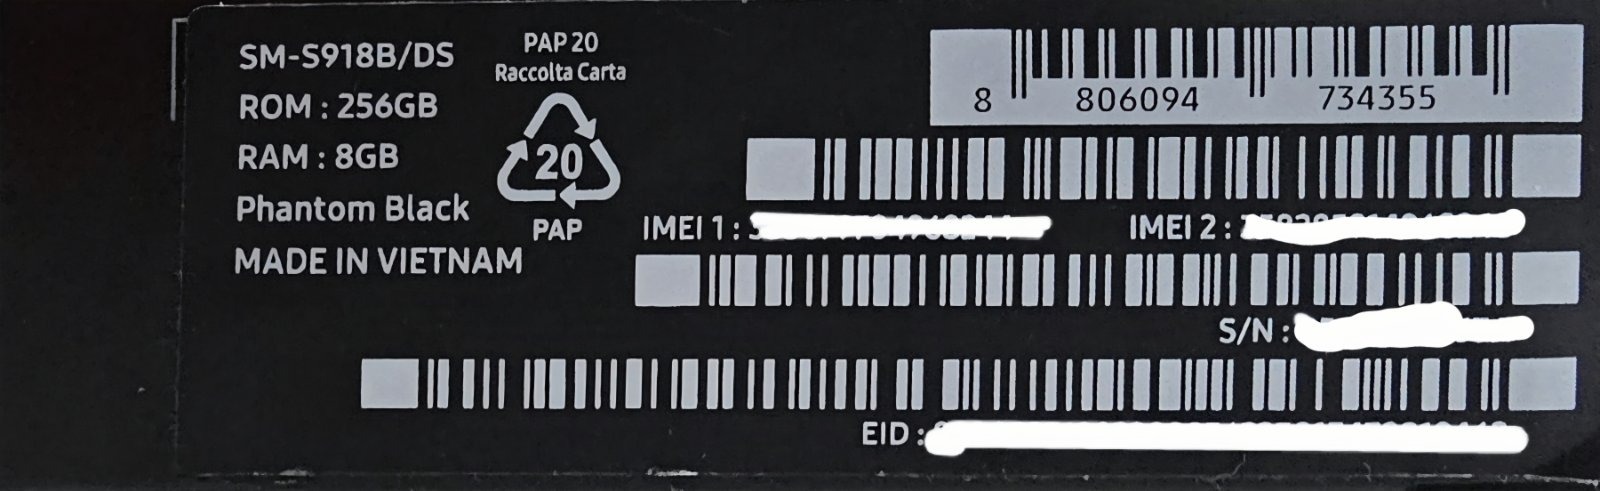 SM-S918B/DS
ROM : 256GB
RAM : 8GB
Phantom Black
MADE IN VIETNAM
PAP 20
Raccolta Carta
20
PAP
8 806094 734355
IMEI 1 :
IMEI 2 :
S/N :
EID :